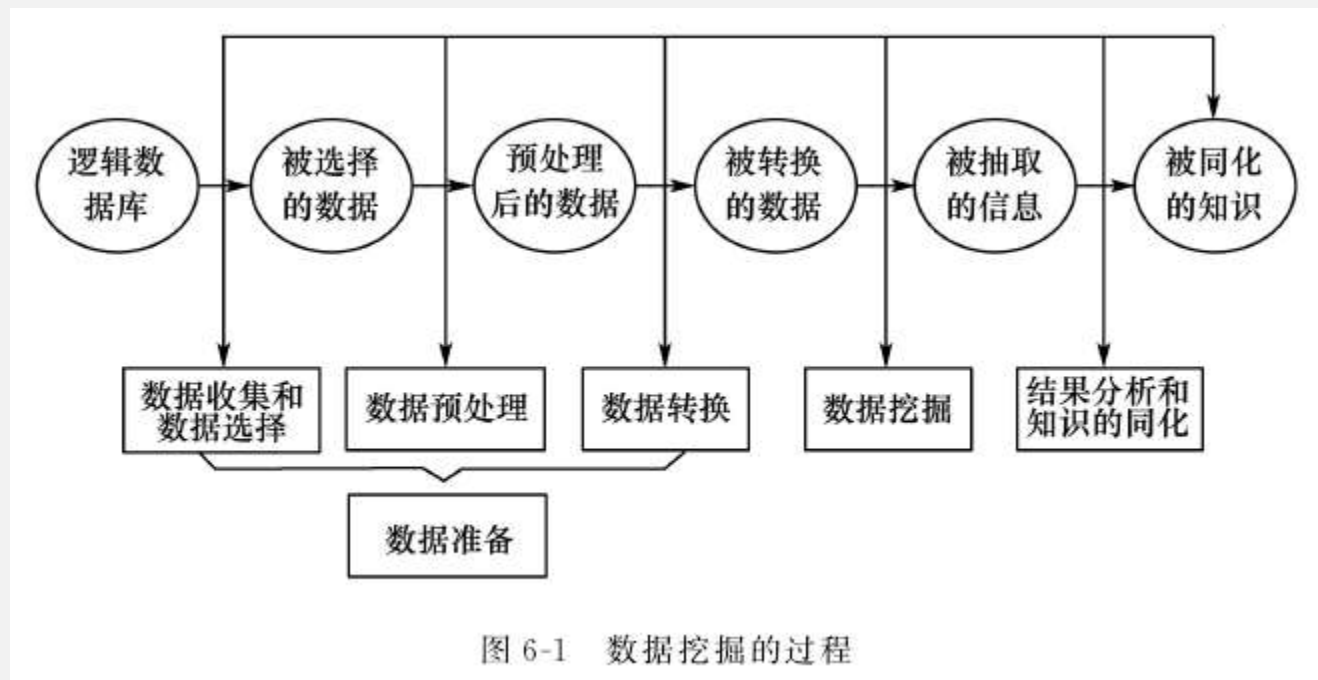 逻辑数
据库
被选择
的数据
预处理
后的数据
被转换
的数据
被抽取
的信息
被同化
的知识
数据收集和
数据选择
数据预处理
数据转换
数据挖掘
结果分析和
知识的同化
数据准备
图 6-1 数据挖掘的过程